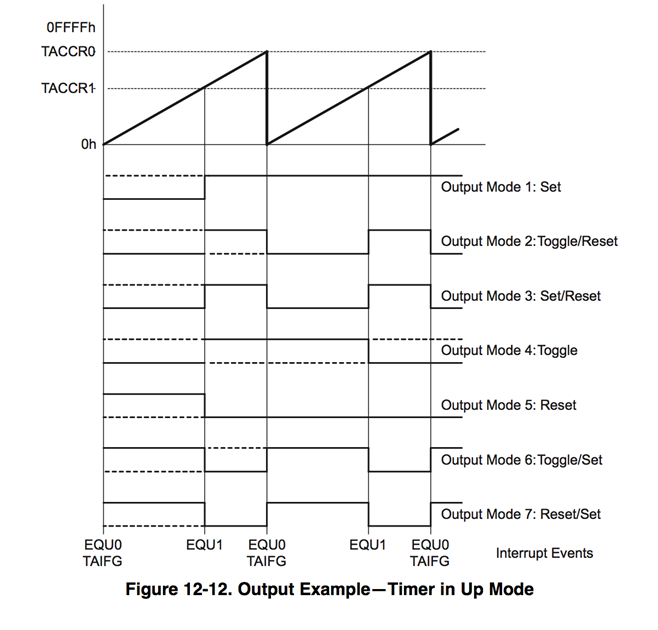 0FFFFh
TACCR0
TACCR1
0h
Output Mode 1: Set
Output Mode 2:Toggle/Reset
Output Mode 3: Set/Reset
Output Mode 4:Toggle
Output Mode 5: Reset
Output Mode 6:Toggle/Set
Output Mode 7: Reset/Set
EQU0 EQU1 EQU0 EQU1 EQU0
TAIFG TAIFG TAIFG
Interrupt Events
Figure 12-12. Output Example—Timer in Up Mode